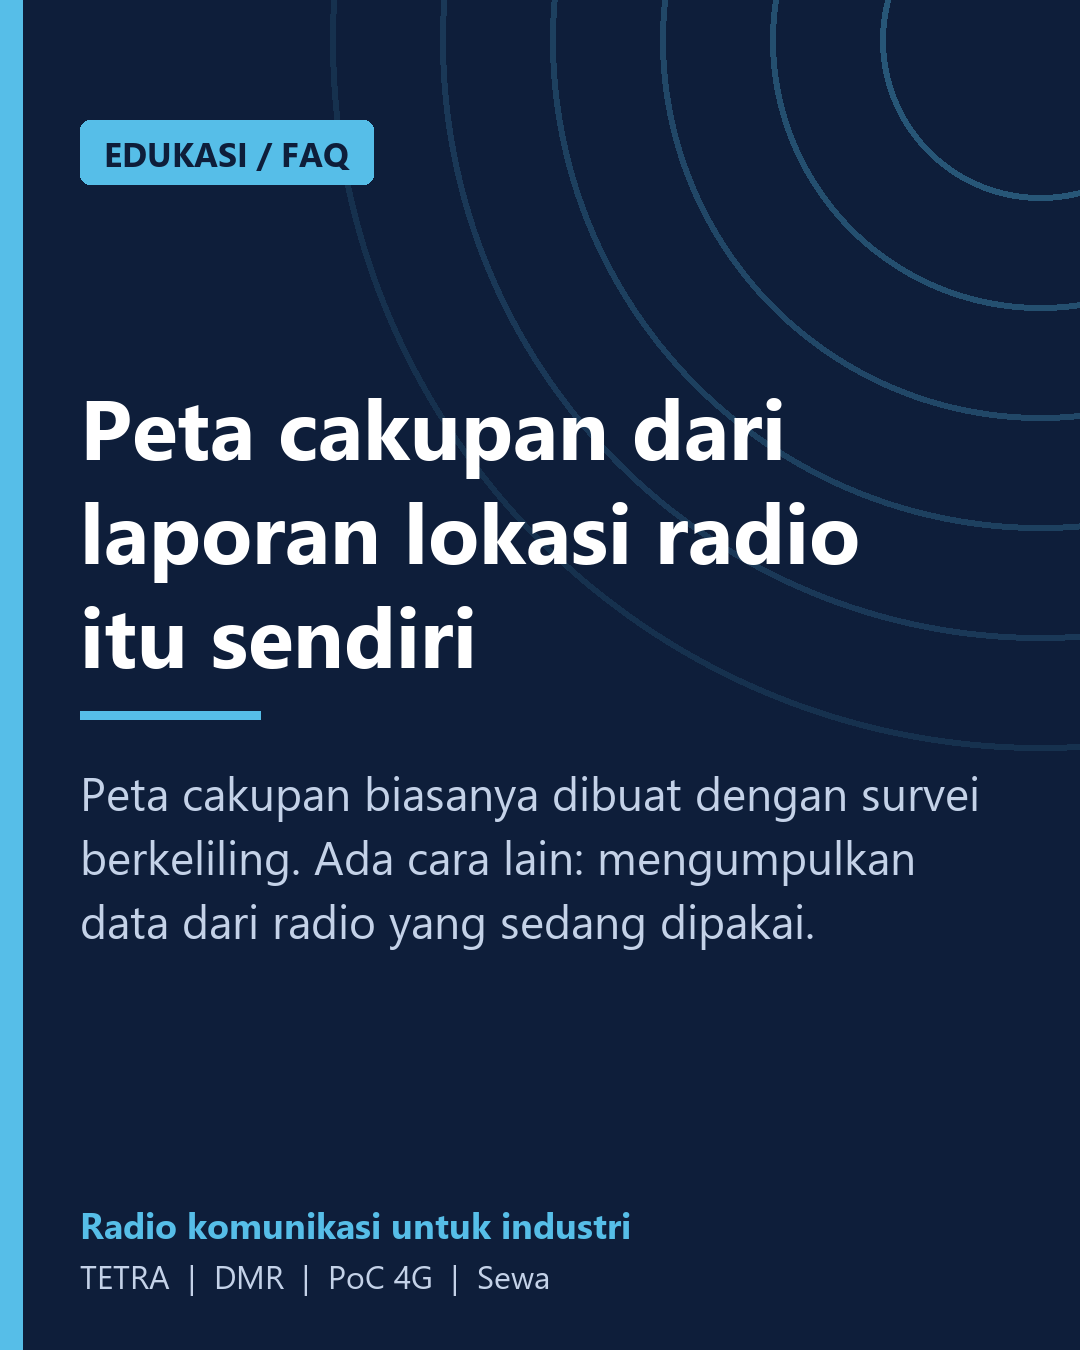 EDUKASI / FAQ
Peta cakupan dari
laporan lokasi radio
itu sendiri
Peta cakupan biasanya dibuat dengan survei
berkeliling. Ada cara lain: mengumpulkan
data dari radio yang sedang dipakai.
Radio komunikasi untuk industri
TETRA | DMR | PoC 4G | Sewa